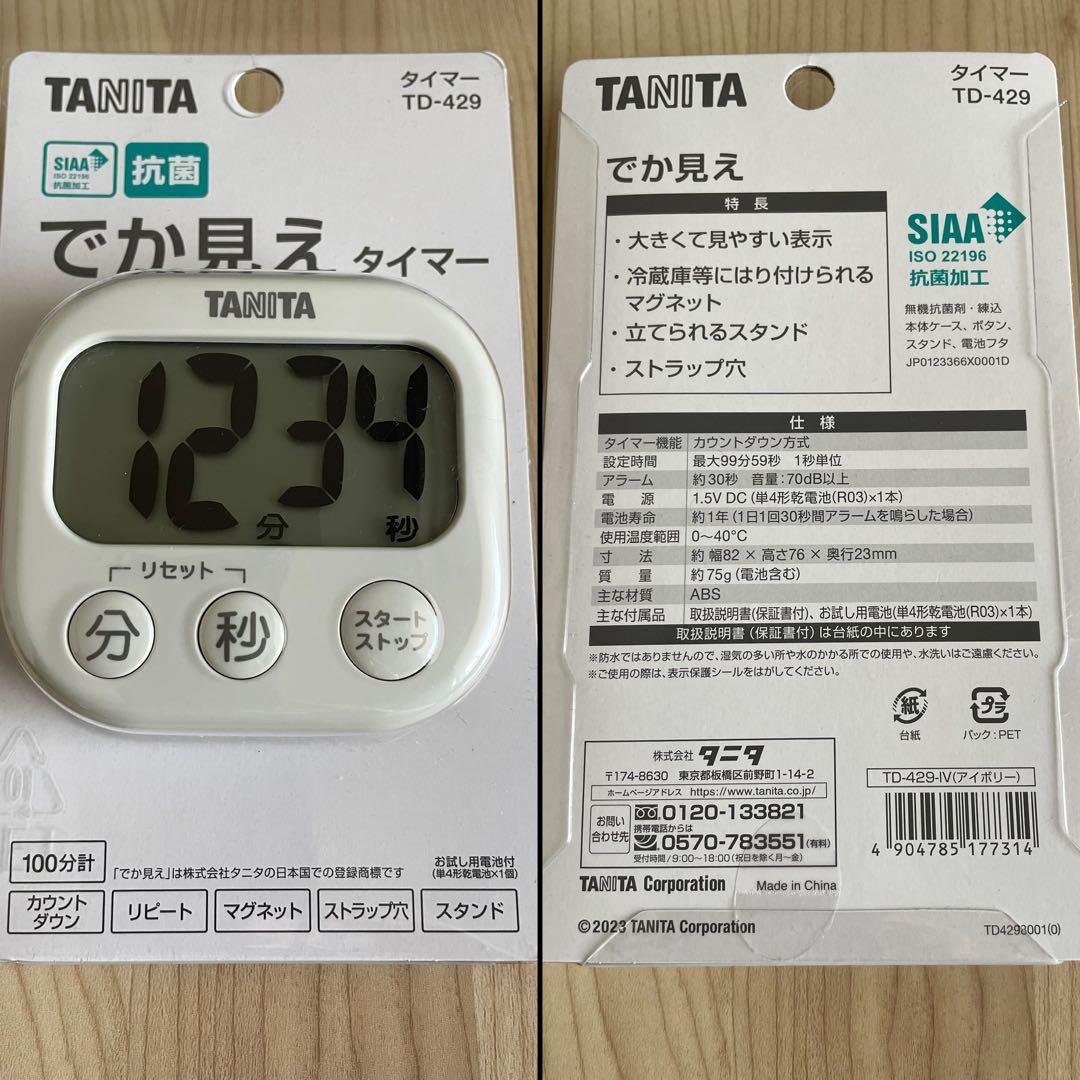 TANITA
タイマー
TD-429
SIAA
ISO 22196
抗菌加工
抗菌
でか見え タイマー
TANITA
12 34
分 秒
リセット
分
秒
スタート
ストップ
100分計
「でか見え」は株式会社タニタの日本国での登録商標です
お試し用電池付
(単4形乾電池×1個)
カウント
ダウン
リピート
マグネット
ストラップ穴
スタンド
TANITA
タイマー
TD-429
でか見え
特長
・大きくて見やすい表示
・冷蔵庫等にはり付けられる
マグネット
・立てられるスタンド
・ストラップ穴
SIAA
ISO 22196
抗菌加工
無機抗菌剤・練込
本体ケース、ボタン、
スタンド、電池フタ
JP0123366X0001D
仕様
タイマー機能 カウントダウン方式
設定時間 最大99分59秒 1秒単位
アラーム 約30秒 音量:70dB以上
電源 1.5V DC(単4形乾電池(R03)×1本)
電池寿命 約1年(1日1回30秒間アラームを鳴らした場合)
使用温度範囲 0〜40℃
寸法 約 幅82 × 高さ76 × 奥行23mm
質量 約75g(電池含む)
主な材質 ABS
主な付属品 取扱説明書(保証書付)、お試し用電池(単4形乾電池(R03)×1本)
取扱説明書(保証書付)は台紙の中にあります
※防水ではありませんので、湿気の多い所や水のかかる所での使用や、水洗いはご遠慮ください。
※ご使用の際は、表示保護シールをはがしてください。
紙
台紙
プラ
パック:PET
株式会社 タニタ
〒174-8630 東京都板橋区前野町1-14-2
ホームページアドレス https://www.tanita.co.jp/
お問い
合わせ先
0120-133821
携帯電話からは
0570-783551(有料)
受付時間/9:00〜18:00(祝日を除く月〜金)
TD-429-IV(アイボリー)
4 904785 177314
TANITA Corporation
Made in China
©2023 TANITA Corporation
TD4293001(0)